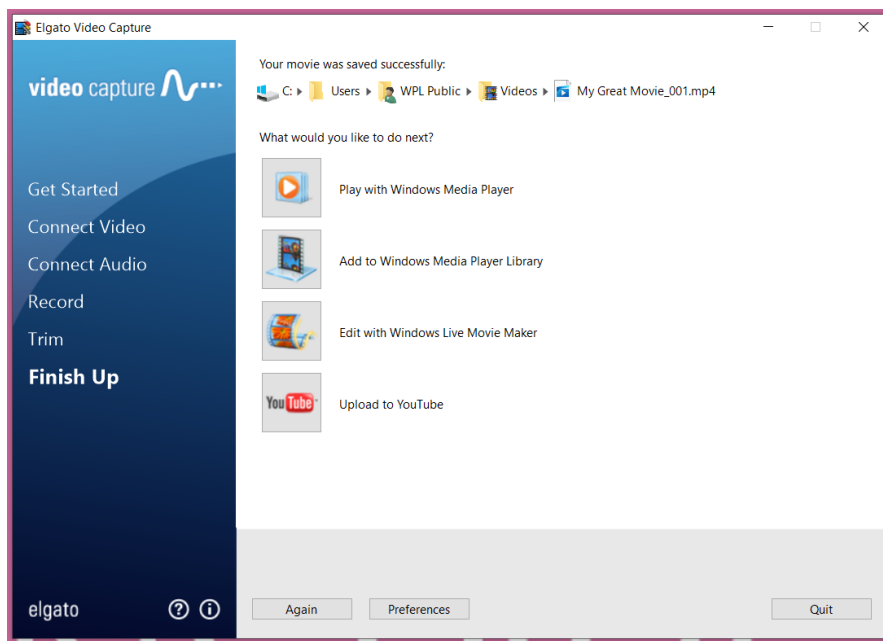 Elgato Video Capture
video capture
Get Started
Connect Video
Connect Audio
Record
Trim
Finish Up
elgato
Your movie was saved successfully:
C: Users WPL Public Videos My Great Movie_001.mp4
What would you like to do next?
Play with Windows Media Player
Add to Windows Media Player Library
Edit with Windows Live Movie Maker
YouTube
Upload to YouTube
Again Preferences Quit